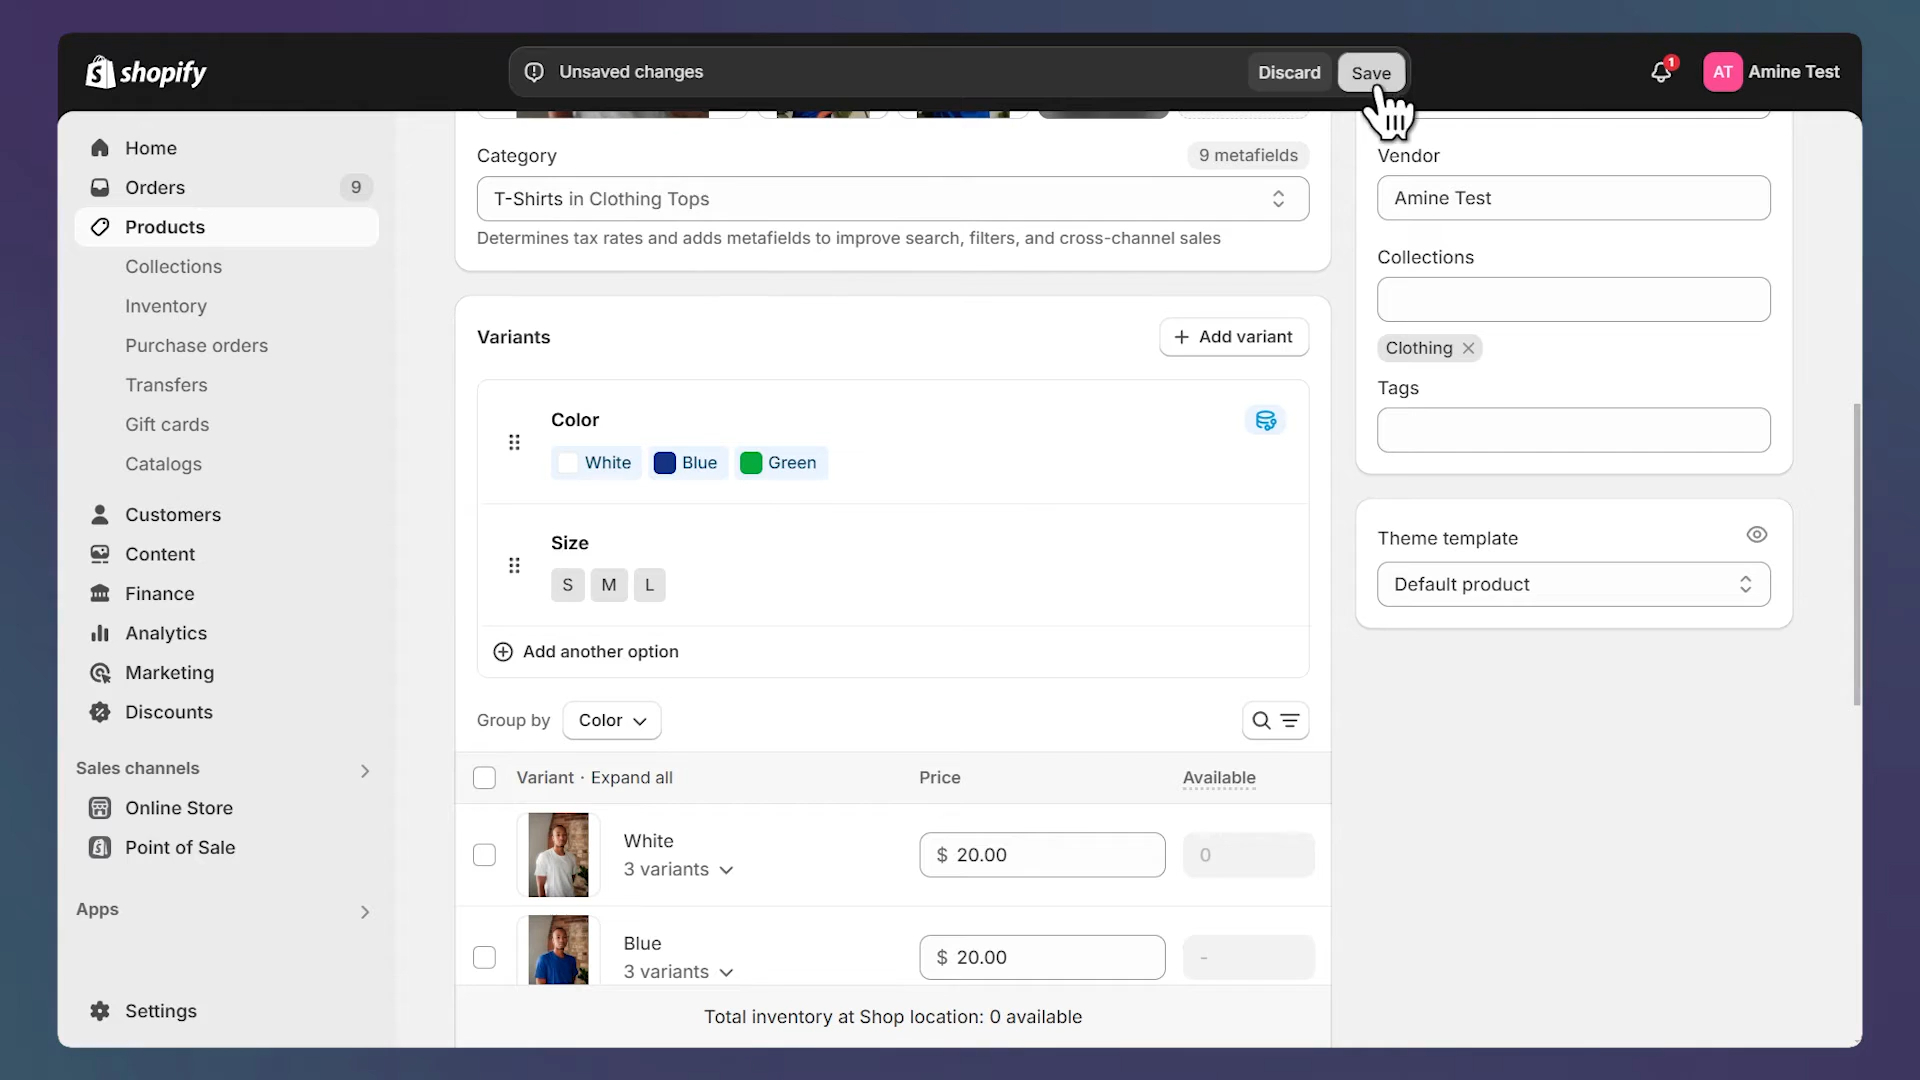 shopify
Unsaved changes
Discard
Save
1
AT
Amine Test
Home
Orders
9
Products
Collections
Inventory
Purchase orders
Transfers
Gift cards
Catalogs
Customers
Content
Finance
Analytics
Marketing
Discounts
Sales channels
Online Store
Point of Sale
Apps
Settings
Category
9 metafields
T-Shirts in Clothing Tops
Determines tax rates and adds metafields to improve search, filters, and cross-channel sales
Variants
Add variant
Color
White
Blue
Green
Size
S
M
L
Add another option
Group by
Color
Variant · Expand all
Price
Available
White
3 variants
$ 20.00
0
Blue
3 variants
$ 20.00
-
Total inventory at Shop location: 0 available
Vendor
Amine Test
Collections
Clothing
Tags
Theme template
Default product